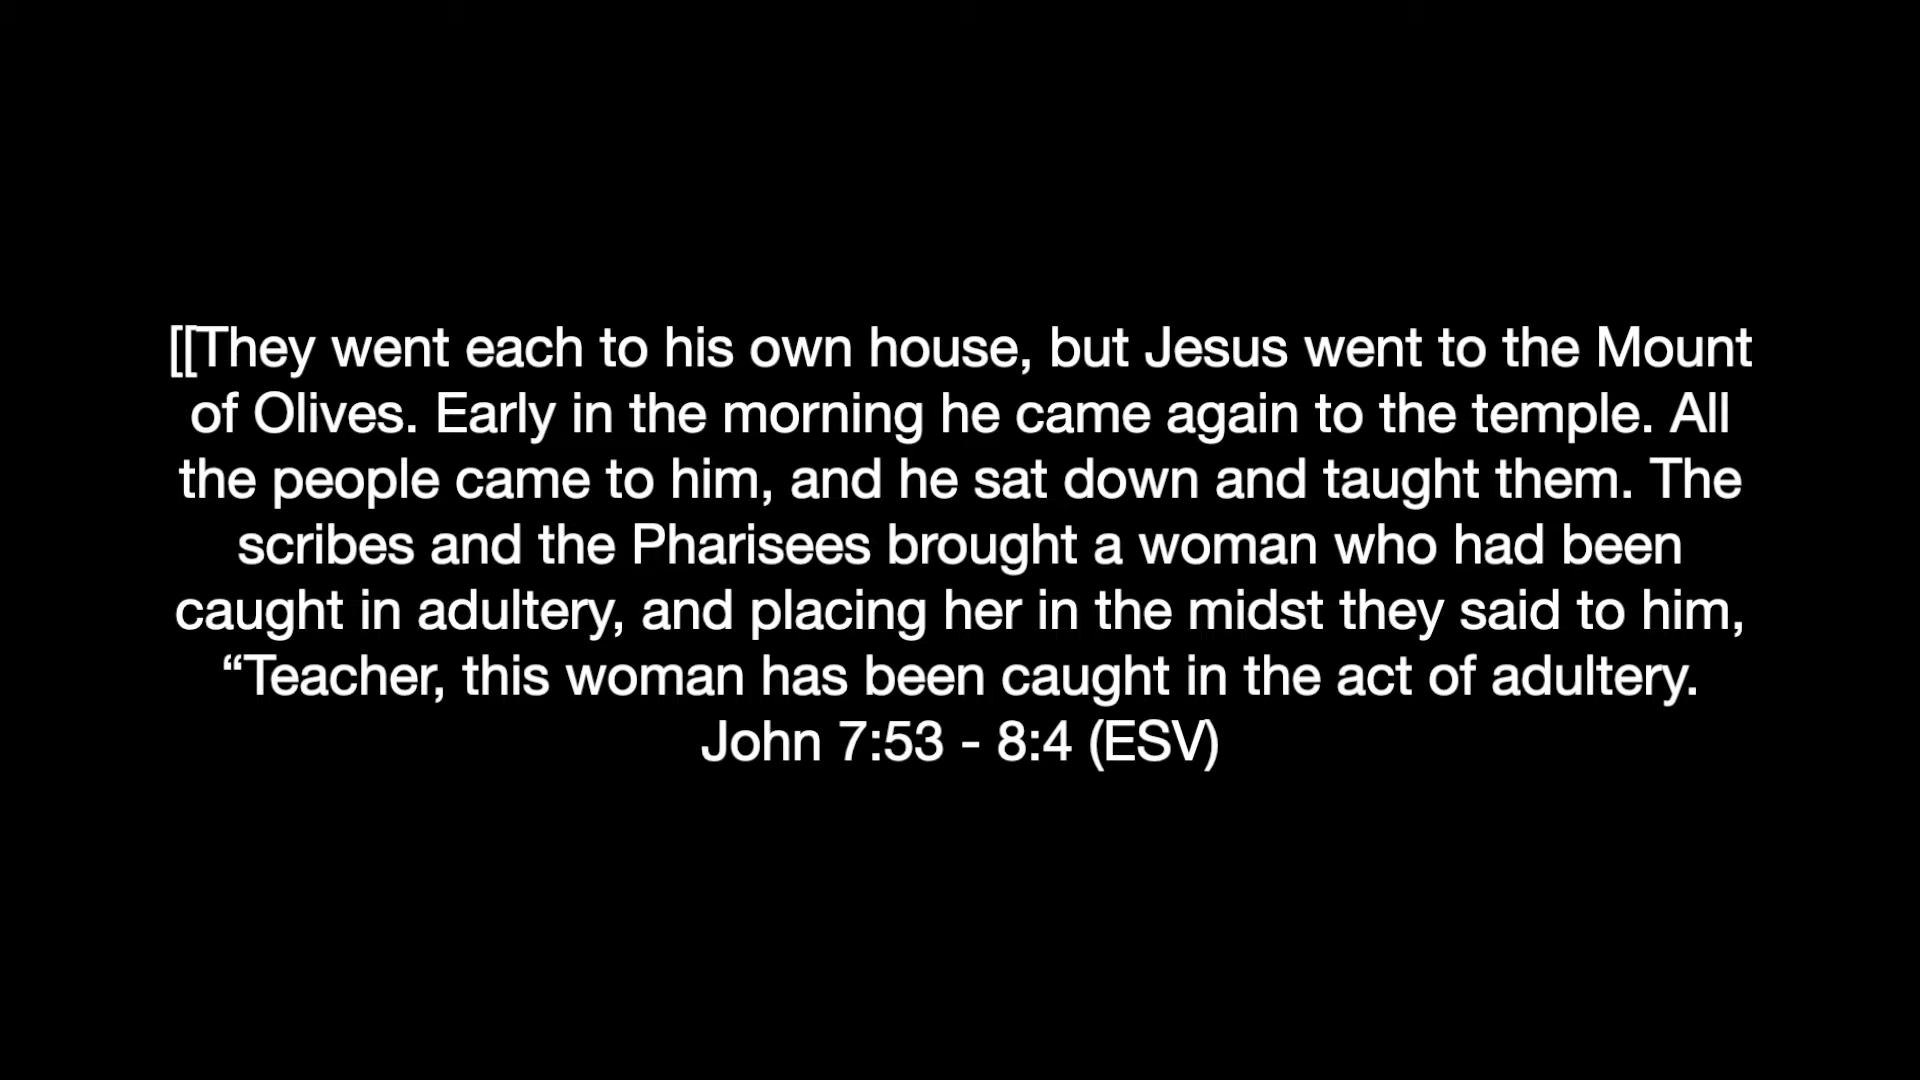 [[They went each to his own house, but Jesus went to the Mount
of Olives. Early in the morning he came again to the temple. All
the people came to him, and he sat down and taught them. The
scribes and the Pharisees brought a woman who had been
caught in adultery, and placing her in the midst they said to him,
“Teacher, this woman has been caught in the act of adultery.
John 7:53 - 8:4 (ESV)